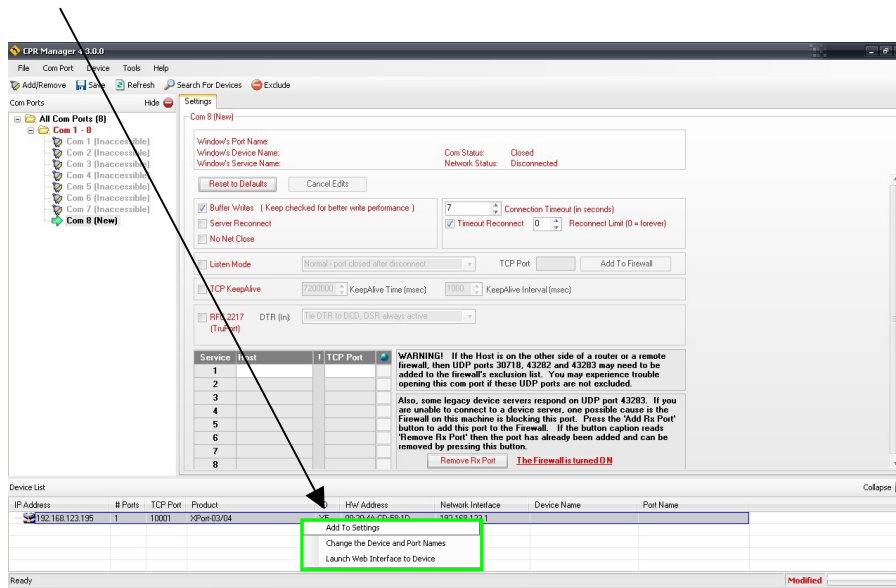 CPR Manager 4.3.0.0
File Com Port Device Tools Help
Add/Remove Save Refresh Search For Devices Exclude
Com Ports Hide
All Com Ports (8)
Com 1 - 8
Com 1 (Inaccessible)
Com 2 (Inaccessible)
Com 3 (Inaccessible)
Com 4 (Inaccessible)
Com 5 (Inaccessible)
Com 6 (Inaccessible)
Com 7 (Inaccessible)
Com 8 (New)
Settings
Com 8 (New)
Window's Port Name:
Window's Device Name: Com Status: Closed
Window's Service Name: Network Status: Disconnected
Reset to Defaults Cancel Edits
Buffer Writes ( Keep checked for better write performance )
Server Reconnect
No Net Close
7 Connection Timeout (in seconds)
Timeout Reconnect 0 Reconnect Limit (0 = forever)
Listen Mode Normal - port closed after disconnect TCP Port Add To Firewall
TCP KeepAlive 7200000 KeepAlive Time (msec) 1000 KeepAlive Interval (msec)
RFC 2217 DTR (In): Tie DTR to DCD; DSR always active
(TruPort)
Service Host ! TCP Port
1
2
3
4
5
6
7
8
WARNING! If the Host is on the other side of a router or a remote
firewall, then UDP ports 30718, 43282 and 43283 may need to be
added to the firewall's exclusion list. You may experience trouble
opening this com port if these UDP ports are not excluded.
Also, some legacy device servers respond on UDP port 43283. If you
are unable to connect to a device server, one possible cause is the
Firewall on this machine is blocking this port. Press the 'Add Rx Port'
button to add this port to the Firewall. If the button caption reads
'Remove Rx Port' then the port has already been added and can be
removed by pressing this button.
Remove Rx Port The Firewall is turned ON
Device List Collapse
IP Address # Ports TCP Port Product HW Address Network Interface Device Name Port Name
192.168.123.195 1 10001 XPort-03/04
Add To Settings
Change the Device and Port Names
Launch Web Interface to Device
Ready Modified